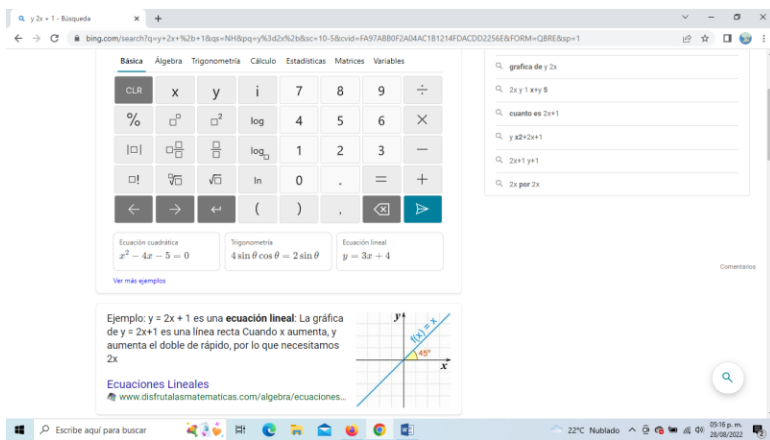 y 2x + 1 - Búsqueda
bing.com/search?q=y+2x+%2b+1&qs=NH&pq=y%3d2x%2b&sc=10-5&cvid=FA97ABB0F2A04AC1B1214FDACDD2256E&FORM=QBRE&sp=1
Básica Álgebra Trigonometría Cálculo Estadísticas Matrices Variables
CLR x y i 7 8 9 ÷
% □□ □² log 4 5 6 ×
|□| □□/□ □/□ log□ 1 2 3 −
□! □√□ √□ ln 0 . = +
← → ↵ ( ) ,
Ecuación cuadrática
x² − 4x − 5 = 0
Trigonometría
4 sin θ cos θ = 2 sin θ
Ecuación lineal
y = 3x + 4
Ver más ejemplos
Ejemplo: y = 2x + 1 es una ecuación lineal: La gráfica
de y = 2x+1 es una línea recta Cuando x aumenta, y
aumenta el doble de rápido, por lo que necesitamos
2x
y
f(x) = x
45°
x
Ecuaciones Lineales
www.disfrutalasmatematicas.com/algebra/ecuaciones...
grafica de y 2x
2x y 1 x+y 5
cuanto es 2x+1
y x2+2x+1
2x+1 y+1
2x por 2x
Comentarios
Escribe aquí para buscar
22°C Nublado
05:16 p. m.
28/08/2022
2